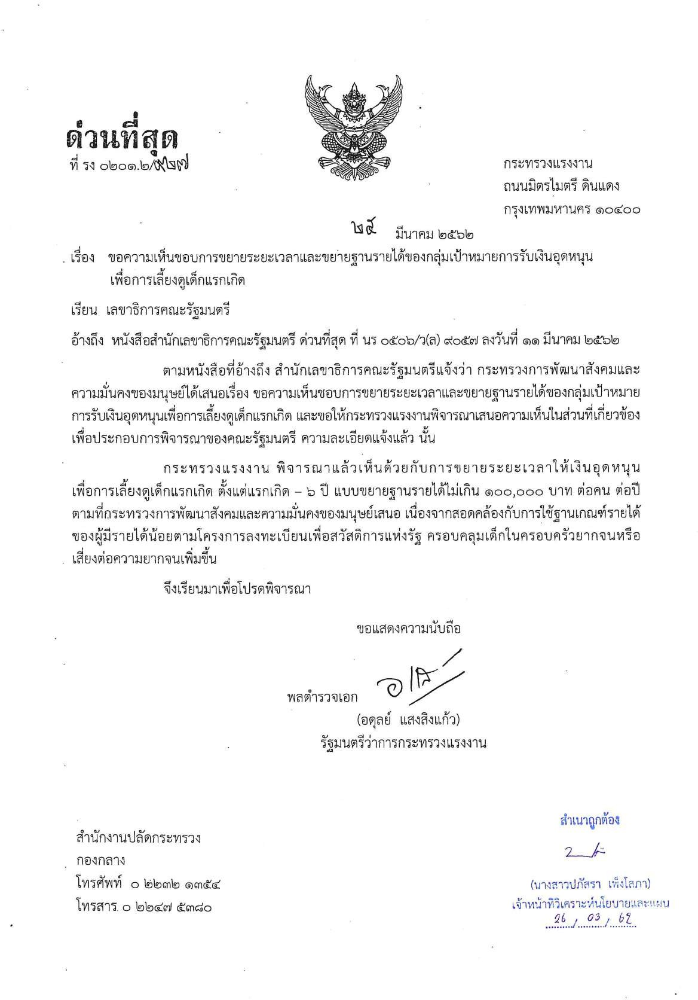 ด่วนที่สุด
ที่ รง ๐๒๐๑.๒/๙๒๗
กระทรวงแรงงาน
ถนนมิตรไมตรี ดินแดง
กรุงเทพมหานคร ๑๐๔๐๐
๒๕ มีนาคม ๒๕๖๒
เรื่อง ขอความเห็นชอบการขยายระยะเวลาและขยายฐานรายได้ของกลุ่มเป้าหมายการรับเงินอุดหนุน
เพื่อการเลี้ยงดูเด็กแรกเกิด
เรียน เลขาธิการคณะรัฐมนตรี
อ้างถึง หนังสือสำนักเลขาธิการคณะรัฐมนตรี ด่วนที่สุด ที่ นร ๐๕๐๖/ว(ล) ๙๐๕๗ ลงวันที่ ๑๑ มีนาคม ๒๕๖๒
ตามหนังสือที่อ้างถึง สำนักเลขาธิการคณะรัฐมนตรีแจ้งว่า กระทรวงการพัฒนาสังคมและ
ความมั่นคงของมนุษย์ได้เสนอเรื่อง ขอความเห็นชอบการขยายระยะเวลาและขยายฐานรายได้ของกลุ่มเป้าหมาย
การรับเงินอุดหนุนเพื่อการเลี้ยงดูเด็กแรกเกิด และขอให้กระทรวงแรงงานพิจารณาเสนอความเห็นในส่วนที่เกี่ยวข้อง
เพื่อประกอบการพิจารณาของคณะรัฐมนตรี ความละเอียดแจ้งแล้ว นั้น
กระทรวงแรงงาน พิจารณาแล้วเห็นด้วยกับการขยายระยะเวลาให้เงินอุดหนุน
เพื่อการเลี้ยงดูเด็กแรกเกิด ตั้งแต่แรกเกิด – ๖ ปี แบบขยายฐานรายได้ไม่เกิน ๑๐๐,๐๐๐ บาท ต่อคน ต่อปี
ตามที่กระทรวงการพัฒนาสังคมและความมั่นคงของมนุษย์เสนอ เนื่องจากสอดคล้องกับการใช้ฐานเกณฑ์รายได้
ของผู้มีรายได้น้อยตามโครงการลงทะเบียนเพื่อสวัสดิการแห่งรัฐ ครอบคลุมเด็กในครอบครัวยากจนหรือ
เสี่ยงต่อความยากจนเพิ่มขึ้น
จึงเรียนมาเพื่อโปรดพิจารณา
ขอแสดงความนับถือ
พลตำรวจเอก
(อดุลย์ แสงสิงแก้ว)
รัฐมนตรีว่าการกระทรวงแรงงาน
สำนักงานปลัดกระทรวง
กองกลาง
โทรศัพท์ ๐ ๒๒๓๒ ๑๓๕๔
โทรสาร ๐ ๒๒๔๗ ๕๓๘๐
สำเนาถูกต้อง
(นางสาวปภัสรา เพ็งโสภา)
เจ้าหน้าที่วิเคราะห์นโยบายและแผน
26 / 03 / 62